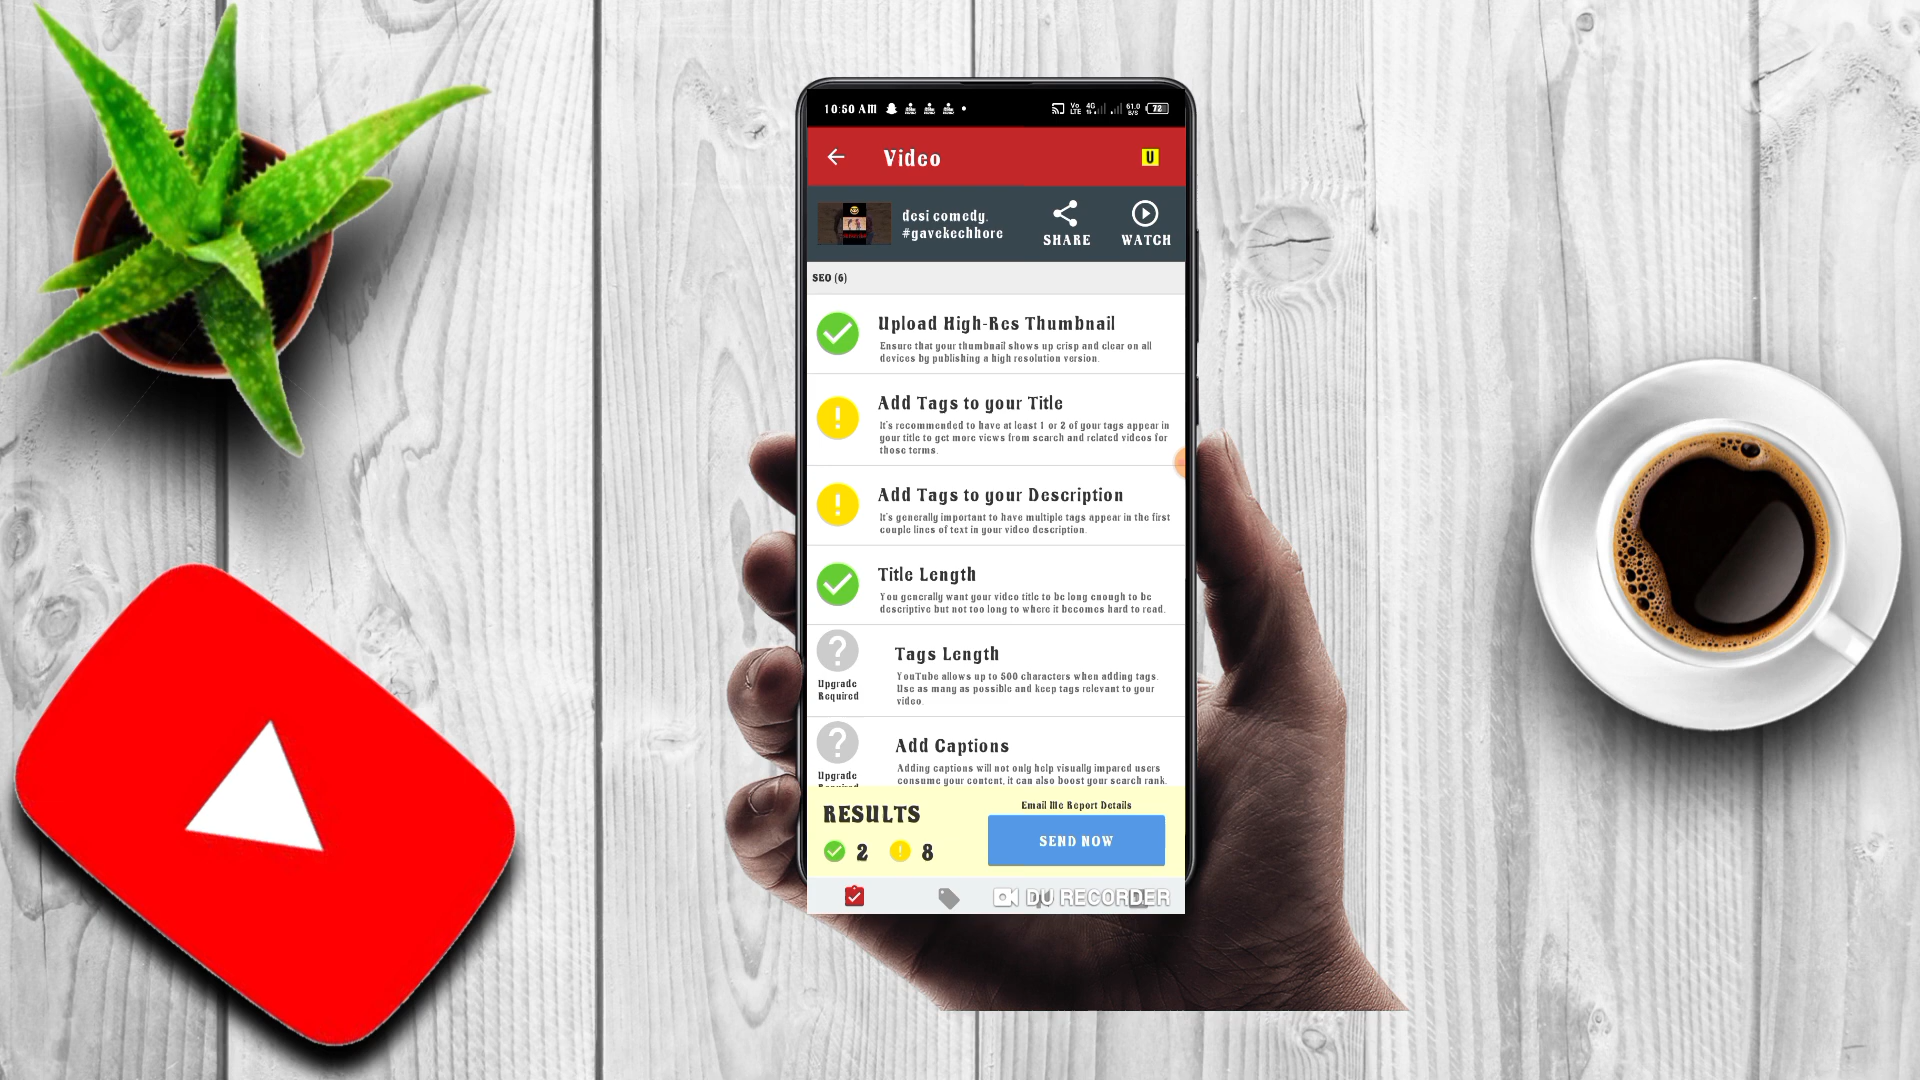 10:50 AM
Vo LTE 4G 61.0 B/S 72
Video
U
desi comedy.
#gavekechhore
SHARE
WATCH
SEO (6)
Upload High-Res Thumbnail
Ensure that your thumbnail shows up crisp and clear on all
devices by publishing a high resolution version.
Add Tags to your Title
It's recommended to have at least 1 or 2 of your tags appear in
your title to get more views from search and related videos for
those terms.
Add Tags to your Description
It's generally important to have multiple tags appear in the first
couple lines of text in your video description.
Title Length
You generally want your video title to be long enough to be
descriptive but not too long to where it becomes hard to read.
Upgrade
Required
Tags Length
YouTube allows up to 500 characters when adding tags.
Use as many as possible and keep tags relevant to your
video.
Upgrade
Required
Add Captions
Adding captions will not only help visually impared users
consume your content, it can also boost your search rank.
RESULTS
2 8
Email Me Report Details
SEND NOW
DU RECORDER